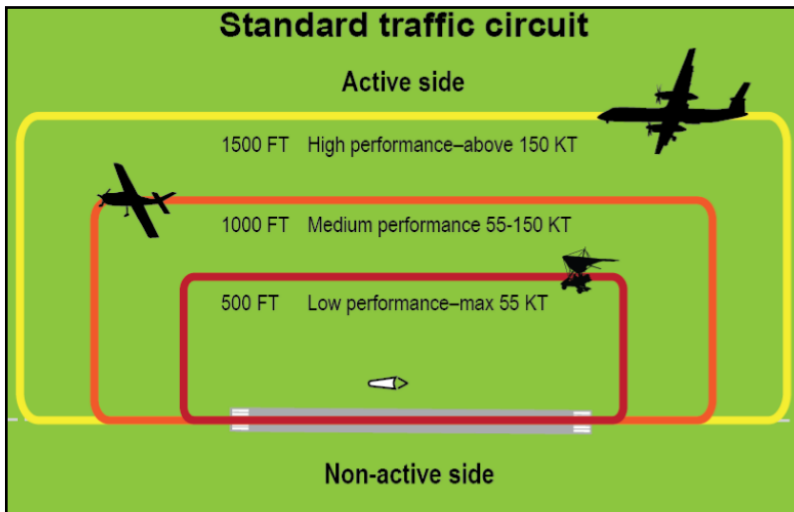 Standard traffic circuit
Active side
1500 FT High performance–above 150 KT
1000 FT Medium performance 55-150 KT
500 FT Low performance–max 55 KT
Non-active side